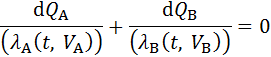 dQ_A/(λ_A(t, V_A)) + dQ_B/(λ_B(t, V_B)) = 0